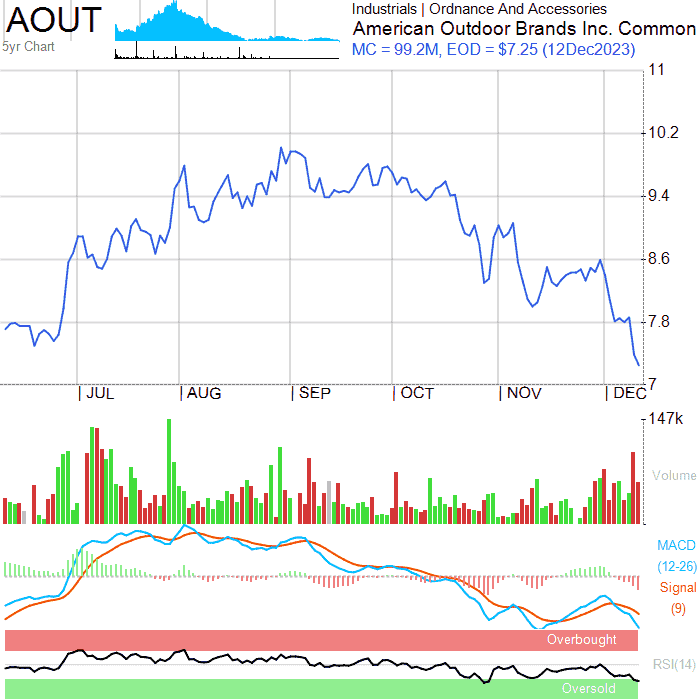 AOUT
5yr Chart
Industrials | Ordnance And Accessories
American Outdoor Brands Inc. Common
MC = 99.2M, EOD = $7.25 (12Dec2023)
11
10.2
9.4
8.6
7.8
7
| JUL | AUG | SEP | OCT | NOV | DEC
147k
Volume
MACD
(12-26)
Signal
(9)
Overbought
RSI(14)
Oversold